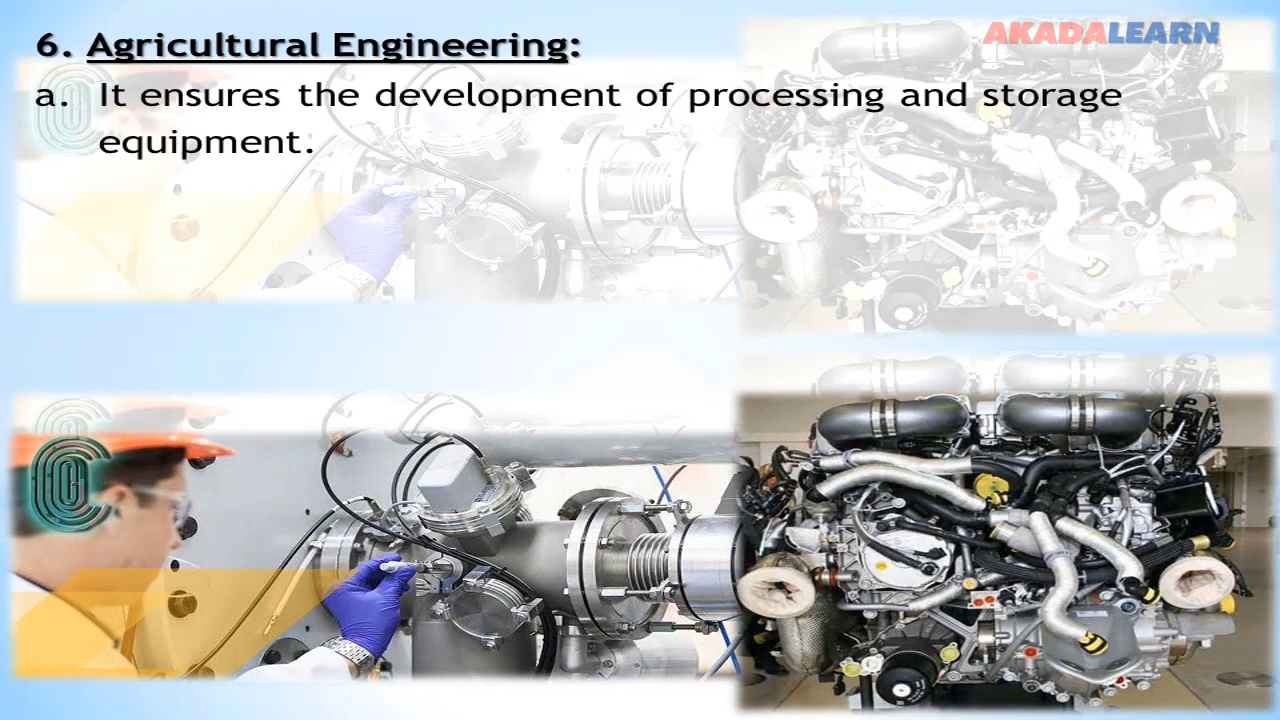 AKADALEARN
6. Agricultural Engineering:
a. It ensures the development of processing and storage
equipment.